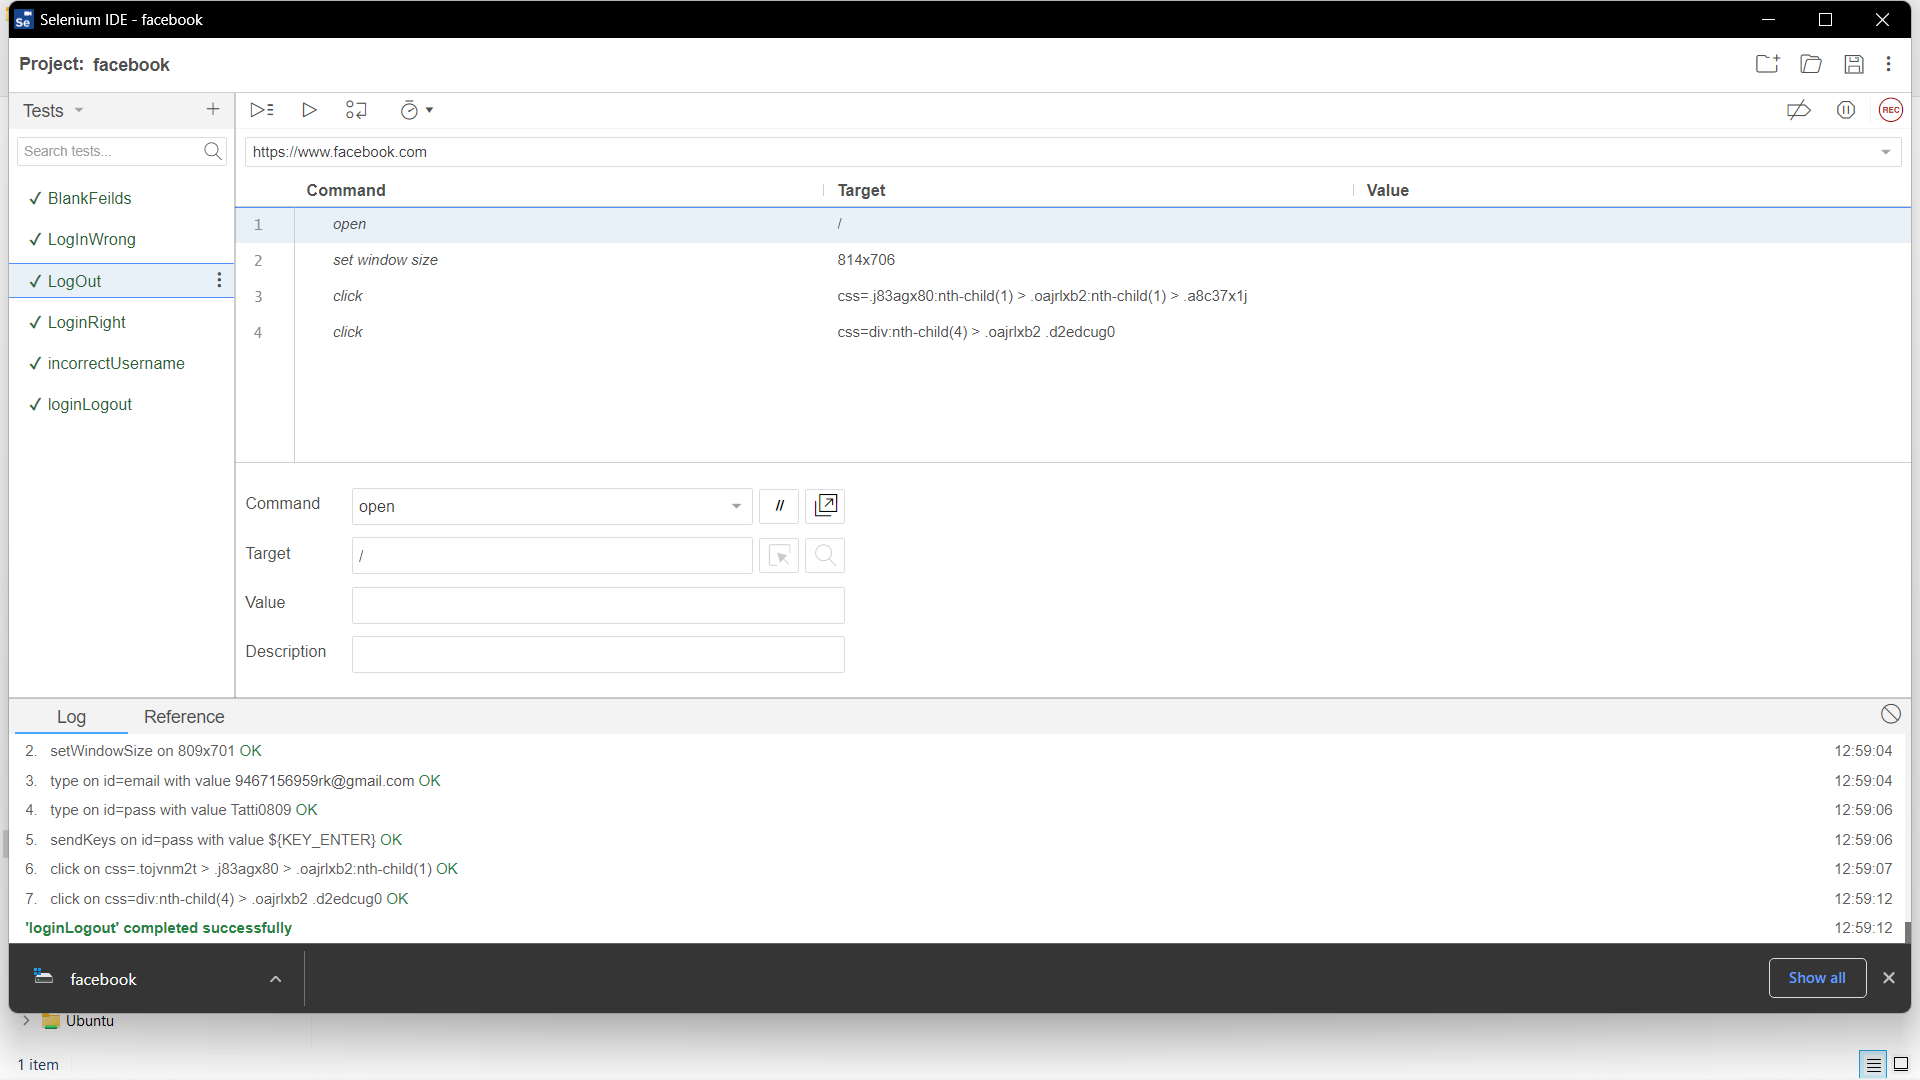 Selenium IDE - facebook
Project: facebook
Tests
Search tests...
✓ BlankFeilds
✓ LogInWrong
✓ LogOut
✓ LoginRight
✓ incorrectUsername
✓ loginLogout
REC
https://www.facebook.com
Command Target Value
1 open /
2 set window size 814x706
3 click css=.j83agx80:nth-child(1) > .oajrlxb2:nth-child(1) > .a8c37x1j
4 click css=div:nth-child(4) > .oajrlxb2 .d2edcug0
Command open //
Target /
Value
Description
Log Reference
2. setWindowSize on 809x701 OK 12:59:04
3. type on id=email with value 9467156959rk@gmail.com OK 12:59:04
4. type on id=pass with value Tatti0809 OK 12:59:06
5. sendKeys on id=pass with value ${KEY_ENTER} OK 12:59:06
6. click on css=.tojvnm2t > .j83agx80 > .oajrlxb2:nth-child(1) OK 12:59:07
7. click on css=div:nth-child(4) > .oajrlxb2 .d2edcug0 OK 12:59:12
'loginLogout' completed successfully 12:59:12
facebook Show all
Ubuntu
1 item